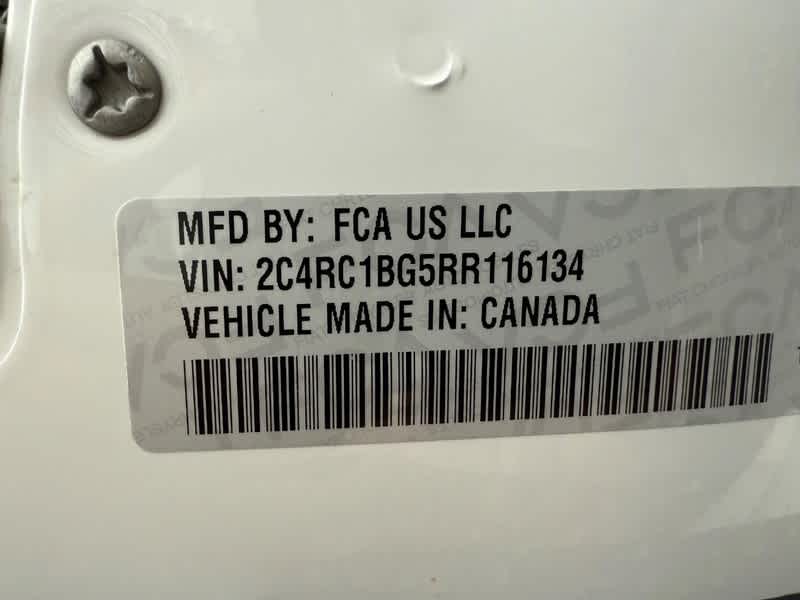 MFD BY: FCA US LLC
VIN: 2C4RC1BG5RR116134
VEHICLE MADE IN: CANADA